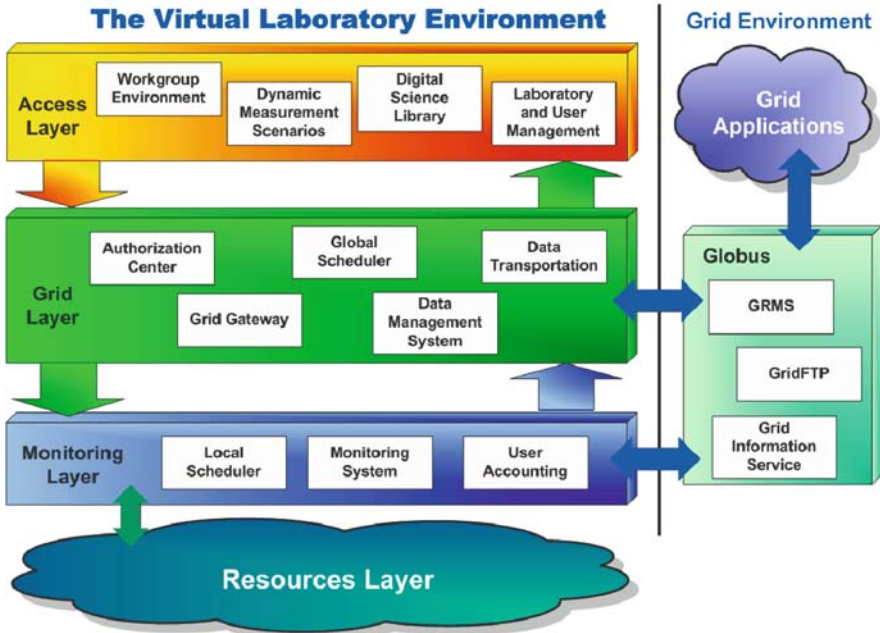 The Virtual Laboratory Environment
Grid Environment
Access
Layer
Workgroup
Environment
Dynamic
Measurement
Scenarios
Digital
Science
Library
Laboratory
and User
Management
Grid
Applications
Grid
Layer
Authorization
Center
Global
Scheduler
Data
Transportation
Grid Gateway
Data
Management
System
Globus
GRMS
GridFTP
Grid
Information
Service
Monitoring
Layer
Local
Scheduler
Monitoring
System
User
Accounting
Resources Layer